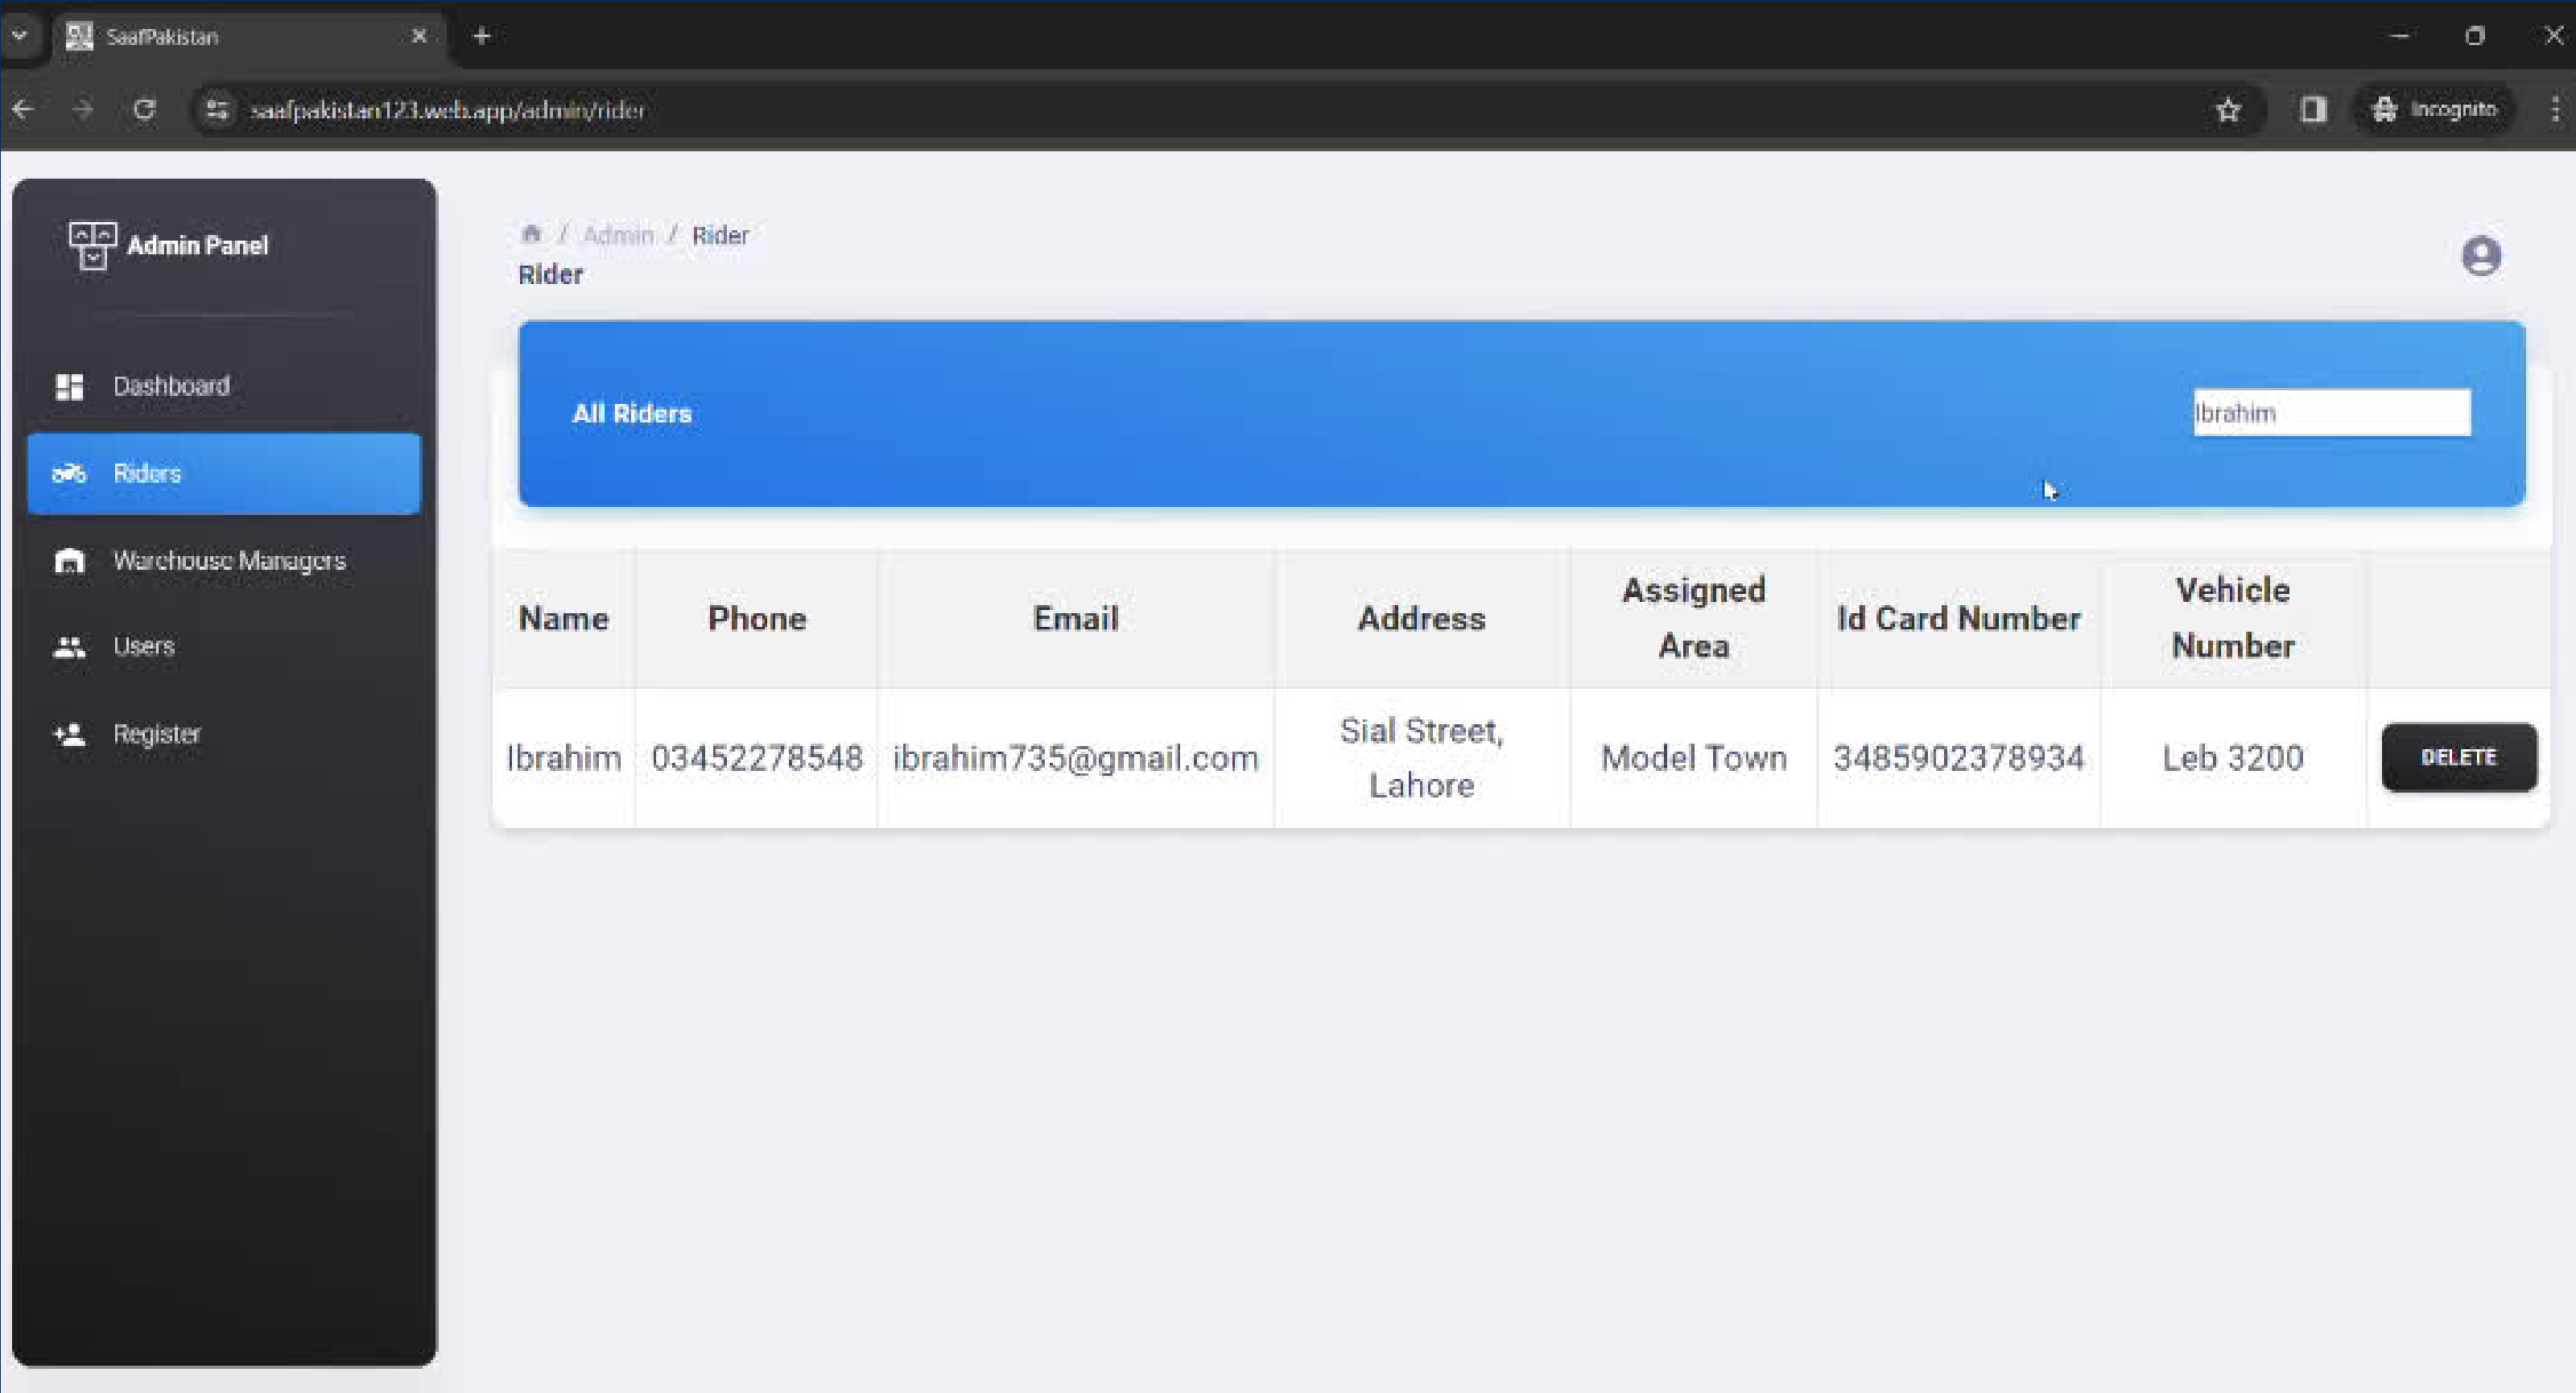 SaafPakistan
saafpakistan123.web.app/admin/rider
Incognito
Admin Panel
Dashboard
Riders
Warehouse Managers
Users
Register
/ Admin / Rider
Rider
All Riders
Ibrahim
Name Phone Email Address Assigned Area Id Card Number Vehicle Number
Ibrahim 03452278548 ibrahim735@gmail.com Sial Street, Lahore Model Town 3485902378934 Leb 3200 DELETE